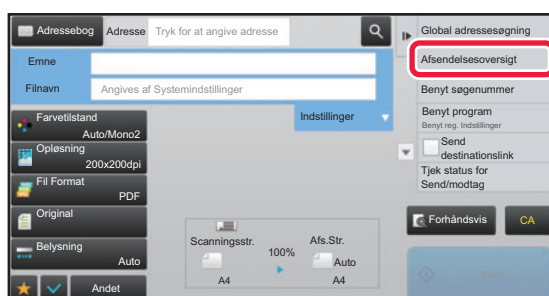 Adressebog
Adresse
Tryk for at angive adresse
Emne
Filnavn
Angives af Systemindstillinger
Indstillinger
Farvetilstand
Auto/Mono2
Opløsning
200x200dpi
Fil Format
PDF
Original
Belysning
Auto
Andet
Scanningsstr.
100%
Afs.Str.
Auto
A4
A4
Global adressesøgning
Afsendelsesoversigt
Benyt søgenummer
Benyt program
Benyt reg. Indstillinger
Send
destinationslink
Tjek status for
Send/modtag
Forhåndsvis
CA
Start